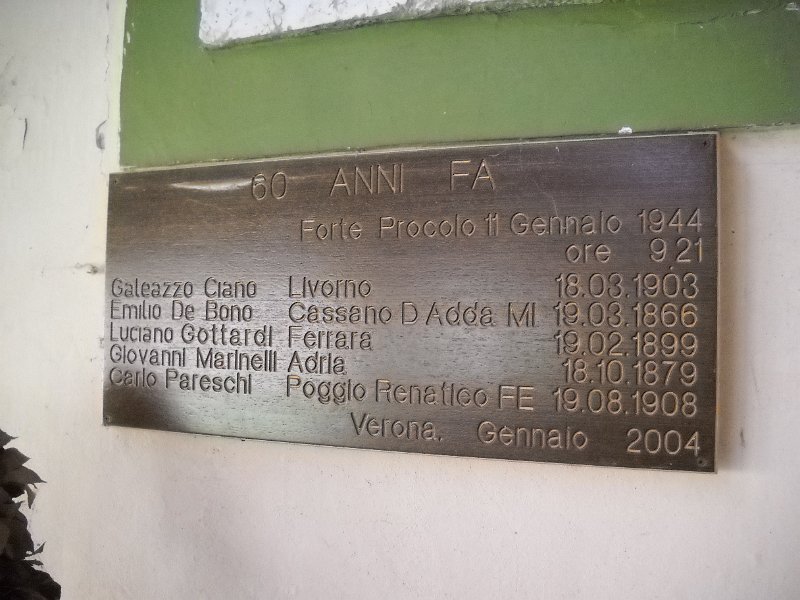 60 ANNI FA
Forte Procolo 11 Gennaio 1944
ore 9.21
Galeazzo Ciano Livorno 18.03.1903
Emilio De Bono Cassano D Adda MI 19.03.1866
Luciano Gottardi Ferrara 19.02.1899
Giovanni Marinelli Adria 18.10.1879
Carlo Pareschi Poggio Renatico FE 19.08.1908
Verona, Gennaio 2004